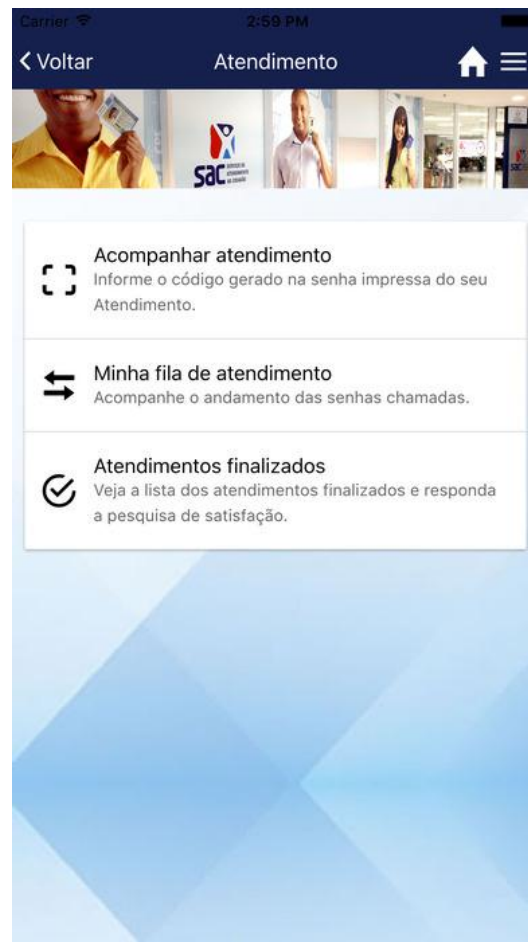 Carrier 2:59 PM
Voltar Atendimento
sac
Acompanhar atendimento
Informe o código gerado na senha impressa do seu
Atendimento.
Minha fila de atendimento
Acompanhe o andamento das senhas chamadas.
Atendimentos finalizados
Veja a lista dos atendimentos finalizados e responda
a pesquisa de satisfação.